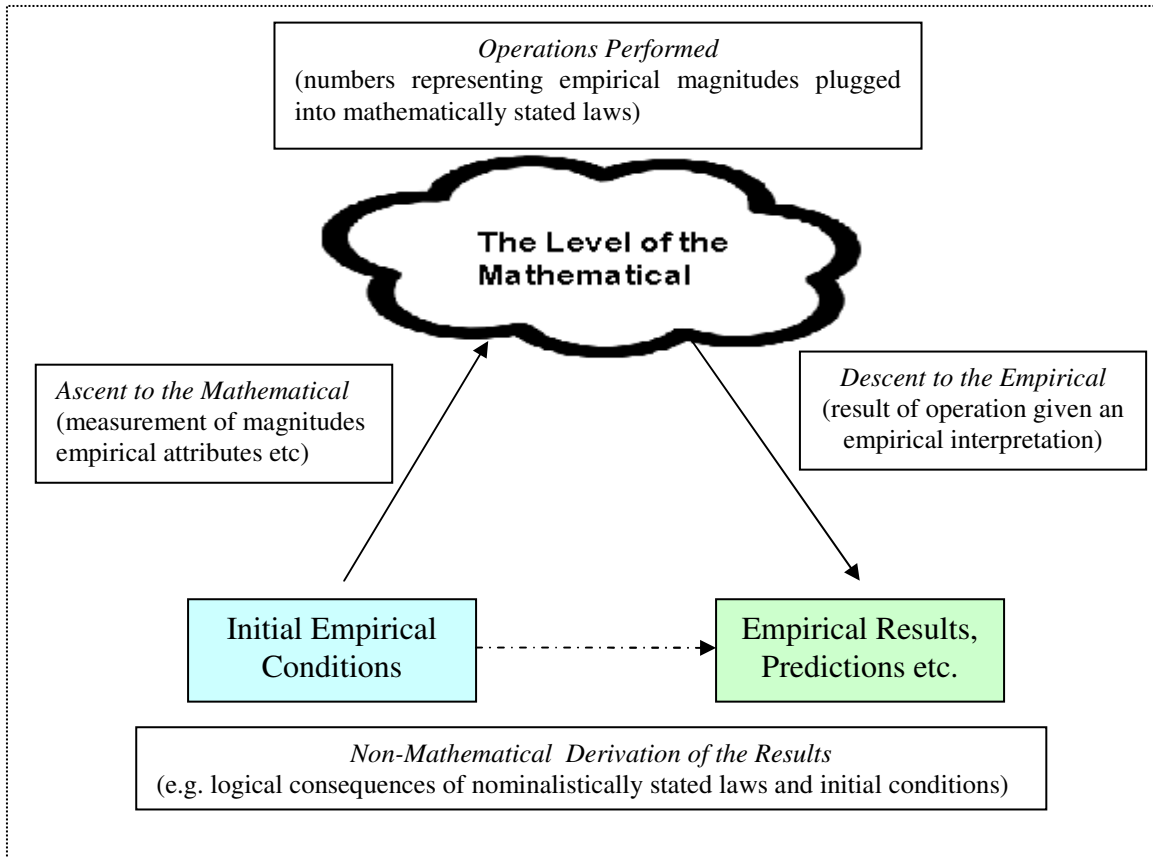 Operations Performed
(numbers representing empirical magnitudes plugged
into mathematically stated laws)
The Level of the
Mathematical
Ascent to the Mathematical
(measurement of magnitudes
empirical attributes etc)
Descent to the Empirical
(result of operation given an
empirical interpretation)
Initial Empirical
Conditions
Empirical Results,
Predictions etc.
Non-Mathematical Derivation of the Results
(e.g. logical consequences of nominalistically stated laws and initial conditions)